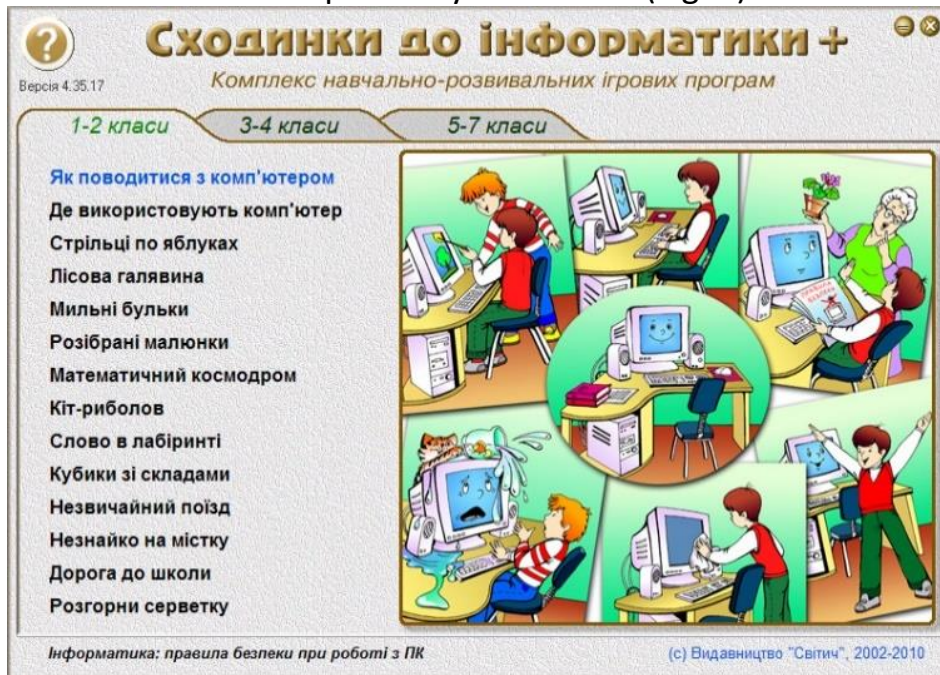 ?
Сходинки до інформатики +
Версія 4.35.17
Комплекс навчально-розвивальних ігрових програм
1-2 класи
3-4 класи
5-7 класи
Як поводитися з комп'ютером
Де використовують комп'ютер
Стрільці по яблуках
Лісова галявина
Мильні бульки
Розібрані малюнки
Математичний космодром
Кіт-риболов
Слово в лабіринті
Кубики зі складами
Незвичайний поїзд
Незнайко на містку
Дорога до школи
Розгорни серветку
Інформатика: правила безпеки при роботі з ПК
(c) Видавництво "Світич", 2002-2010